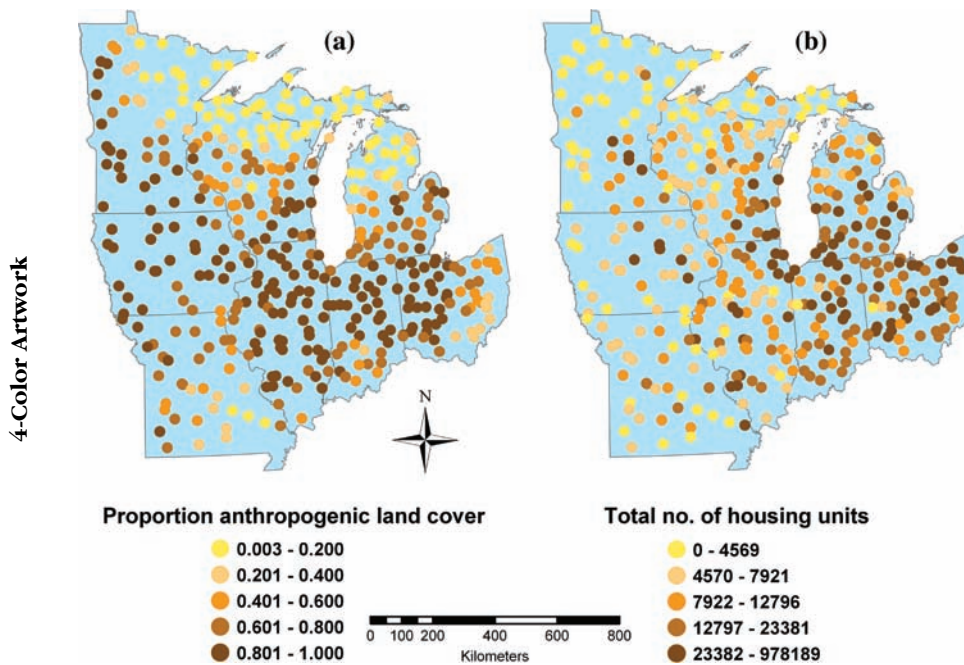 4-Color Artwork
(a)
(b)
N
Proportion anthropogenic land cover
0.003 - 0.200
0.201 - 0.400
0.401 - 0.600
0.601 - 0.800
0.801 - 1.000
0 50 100 200 400 600 800
Kilometers
Total no. of housing units
0 - 4569
4570 - 7921
7922 - 12796
12797 - 23381
23382 - 978189